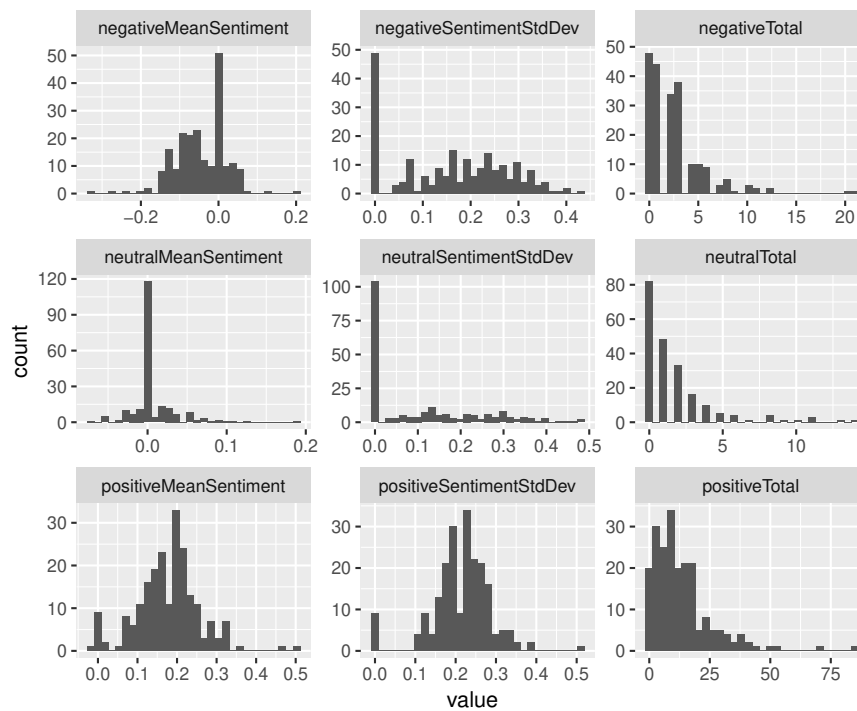 negativeMeanSentiment negativeSentimentStdDev negativeTotal
50 40 30 20 10 0
50 40 30 20 10 0
50 40 30 20 10 0
−0.2 0.0 0.2
0.0 0.1 0.2 0.3 0.4
0 5 10 15 20
neutralMeanSentiment neutralSentimentStdDev neutralTotal
count
120 90 60 30 0
100 75 50 25 0
80 60 40 20 0
0.0 0.1 0.2
0.0 0.1 0.2 0.3 0.4 0.5
0 5 10
positiveMeanSentiment positiveSentimentStdDev positiveTotal
30 20 10 0
30 20 10 0
30 20 10 0
0.0 0.1 0.2 0.3 0.4 0.5
0.0 0.1 0.2 0.3 0.4 0.5
0 25 50 75
value